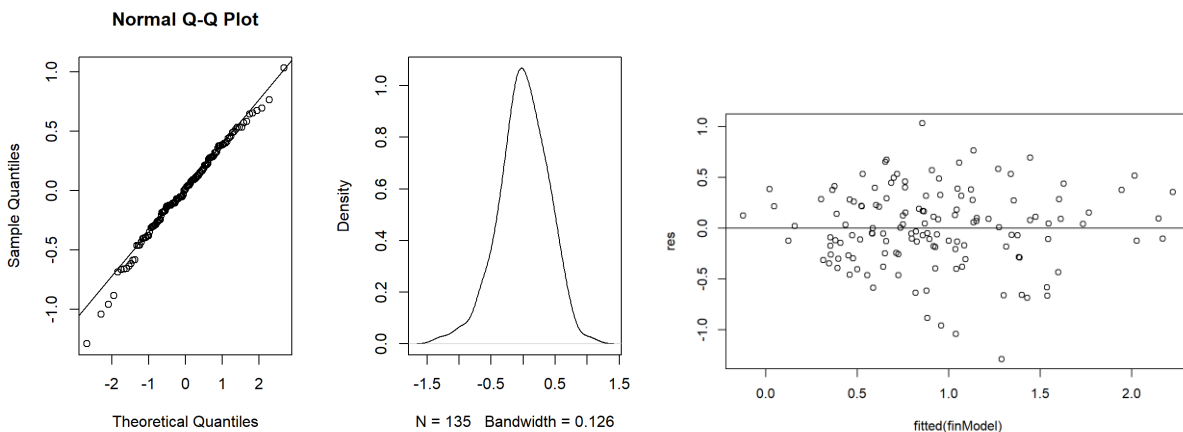 Normal Q-Q Plot
Sample Quantiles
1.0
0.5
0.0
-1.0
-2 -1 0 1 2
Theoretical Quantiles
Density
1.0
0.8
0.6
0.4
0.2
0.0
-1.5 -0.5 0.5 1.5
N = 135 Bandwidth = 0.126
res
1.0
0.5
0.0
-0.5
-1.0
0.0 0.5 1.0 1.5 2.0
fitted(finModel)